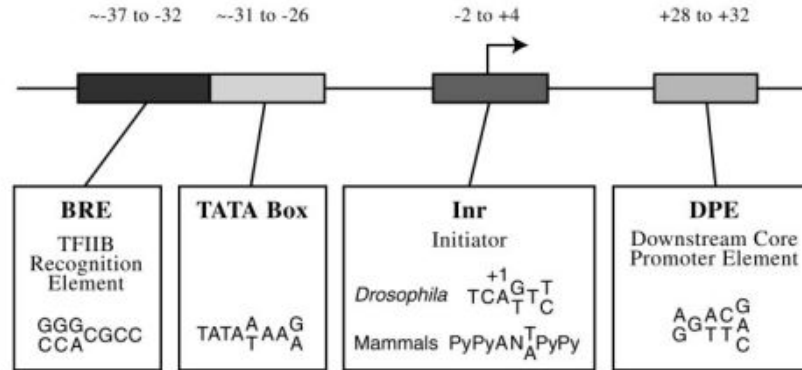 ~-37 to -32 ~-31 to -26 -2 to +4 +28 to +32
BRE
TFIIB
Recognition
Element
GGG
CGCC
CCA
TATA Box
A G
TATA AA
T A
Inr
Initiator
+1
Drosophila TCA G/T T T/C
Mammals PyPyAN T/A PyPy
DPE
Downstream Core
Promoter Element
A/G G A/T C/T G/A/C